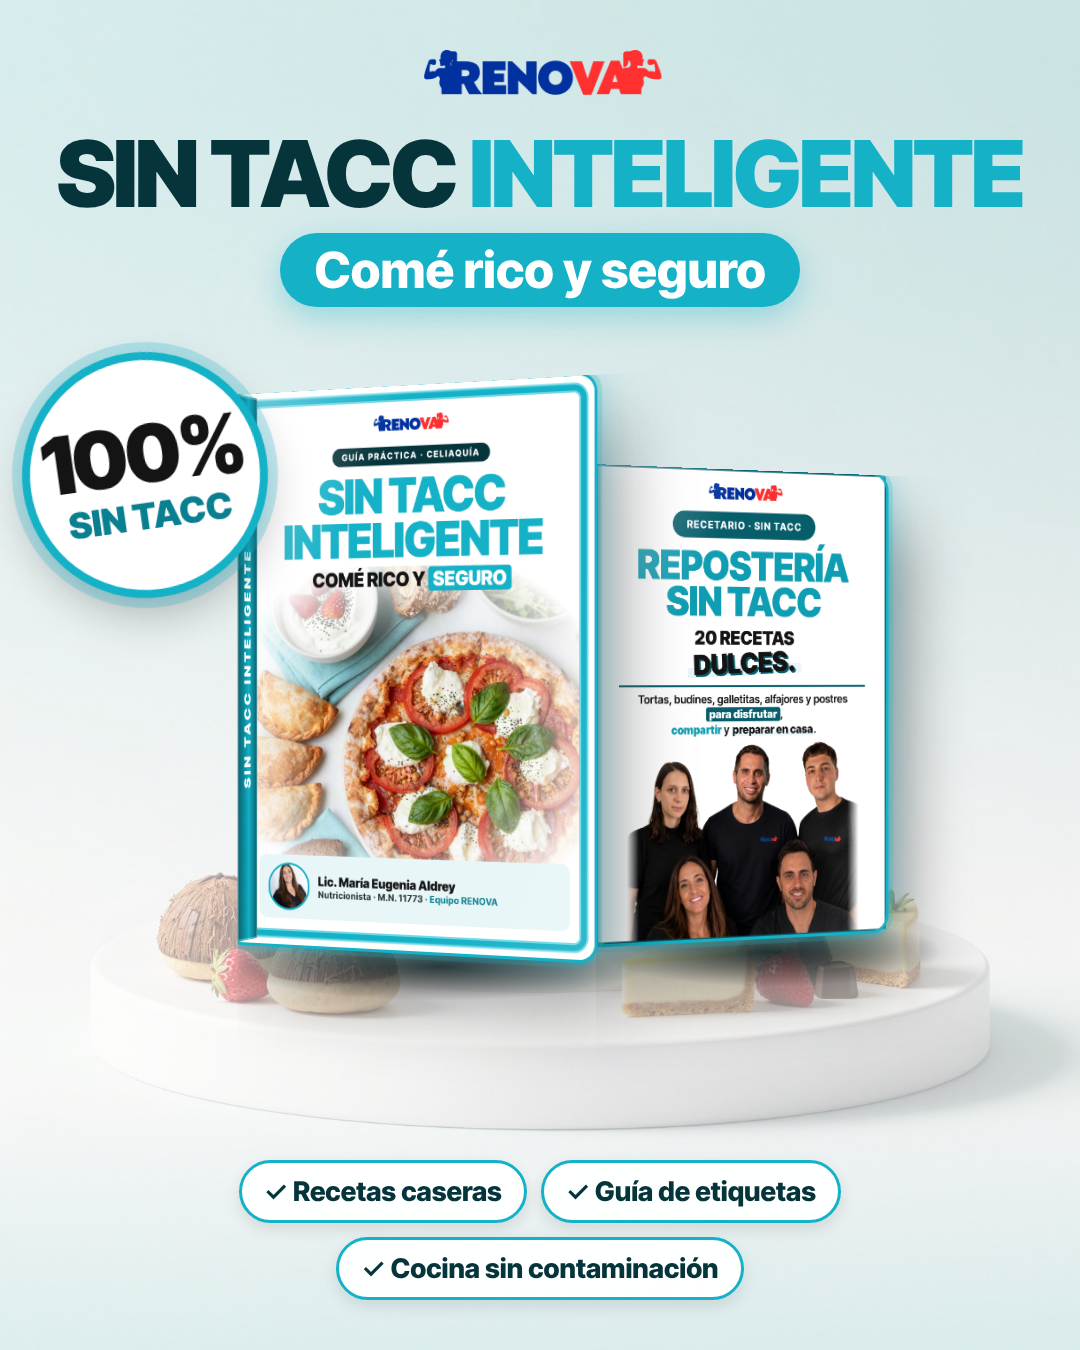 RENOVA
SIN TACC INTELIGENTE
Comé rico y seguro
100%
SIN TACC
SIN TACC INTELIGENTE
RENOVA
GUÍA PRÁCTICA · CELIAQUÍA
SIN TACC
INTELIGENTE
COMÉ RICO Y SEGURO
Lic. María Eugenia Aldrey
Nutricionista · M.N. 11773 · Equipo RENOVA
RENOVA
RECETARIO · SIN TACC
REPOSTERÍA
SIN TACC
20 RECETAS
DULCES.
Tortas, budines, galletitas, alfajores y postres
para disfrutar,
compartir y preparar en casa.
RENOVA
RENOVA
✓ Recetas caseras
✓ Guía de etiquetas
✓ Cocina sin contaminación